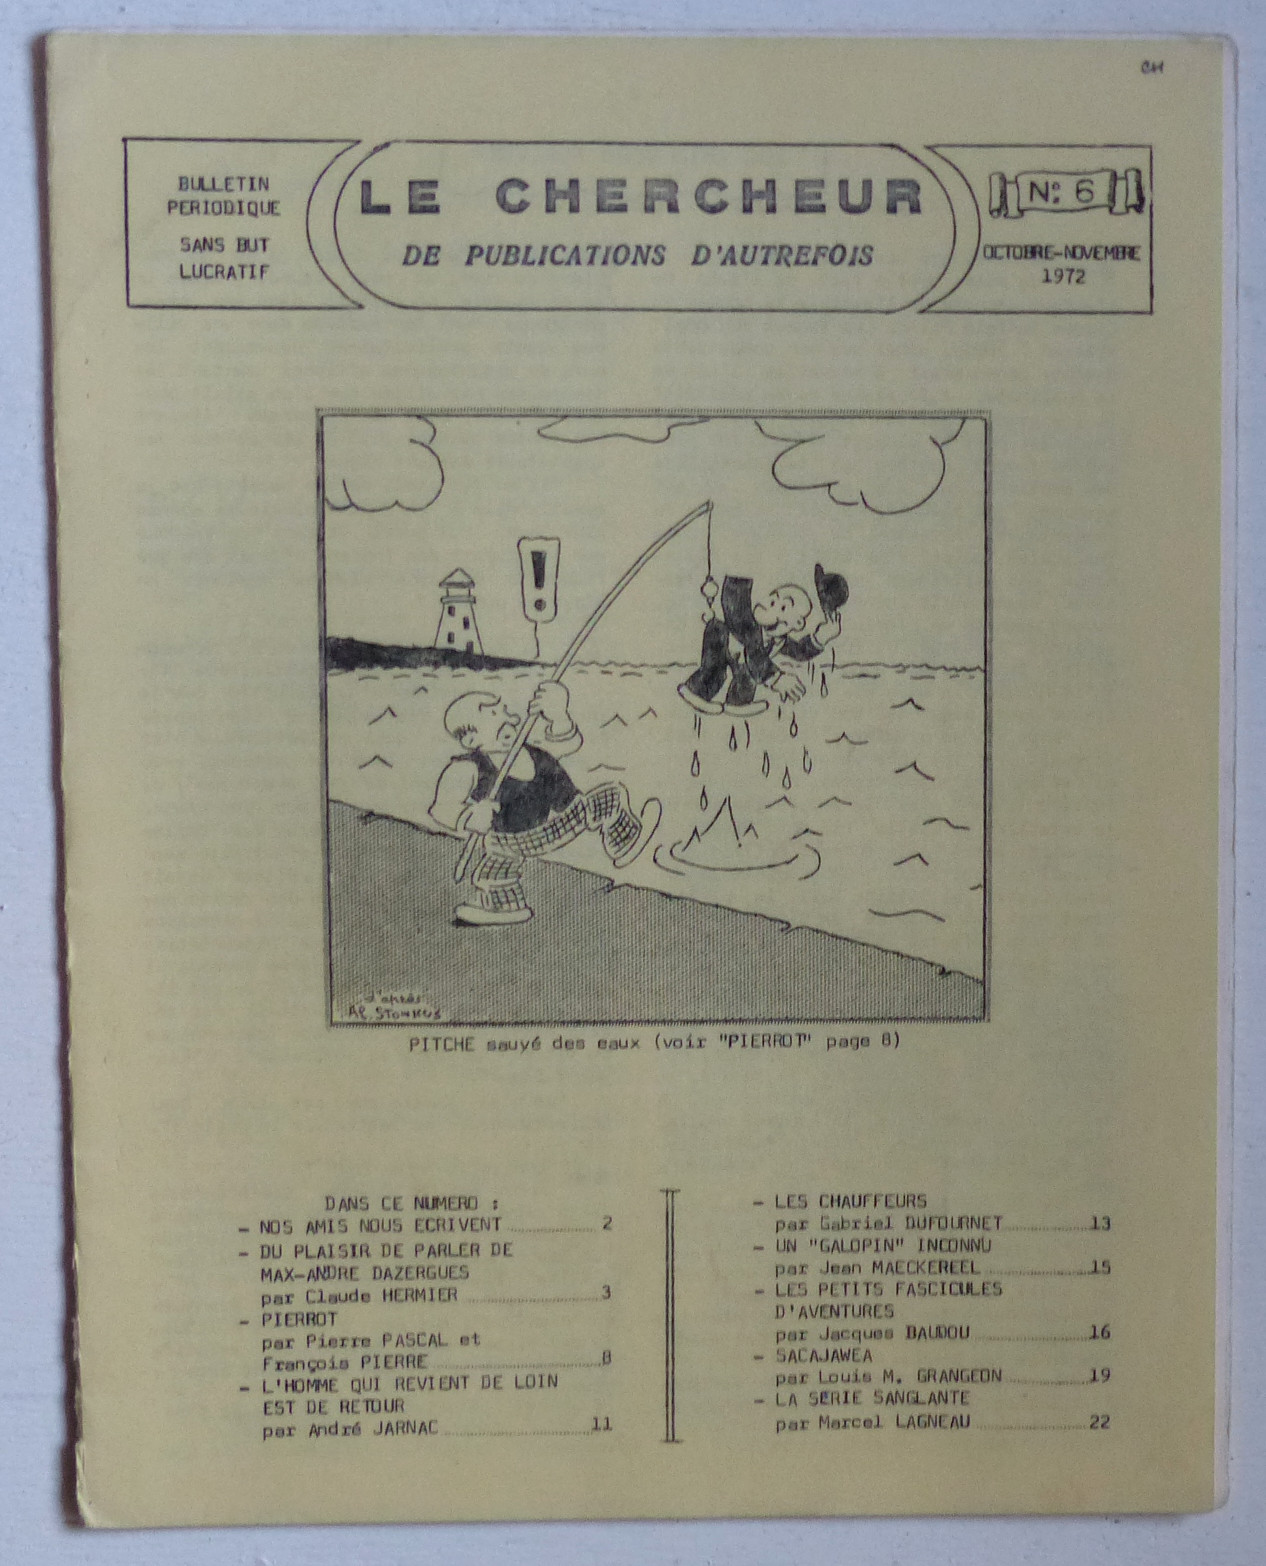 CH
BULLETIN
PERIODIQUE
SANS BUT
LUCRATIF
LE CHERCHEUR
DE PUBLICATIONS D'AUTREFOIS
N: 6
OCTOBRE-NOVEMBRE
1972
!
d'après
Al. STONKUS
PITCHE sauvé des eaux (voir "PIERROT" page 8)
DANS CE NUMERO :
- NOS AMIS NOUS ECRIVENT ............ 2
- DU PLAISIR DE PARLER DE
MAX-ANDRE DAZERGUES
par Claude HERMIER ............ 3
- PIERROT
par Pierre PASCAL et
François PIERRE ............ 8
- L'HOMME QUI REVIENT DE LOIN
EST DE RETOUR
par André JARNAC ............ 11
- LES CHAUFFEURS
par Gabriel DUFOURNET ............ 13
- UN "GALOPIN" INCONNU
par Jean MAECKEREEL ............ 15
- LES PETITS FASCICULES
D'AVENTURES
par Jacques BAUDOU ............ 16
- SACAJAWEA
par Louis M. GRANGEON ............ 19
- LA SERIE SANGLANTE
par Marcel LAGNEAU ............ 22